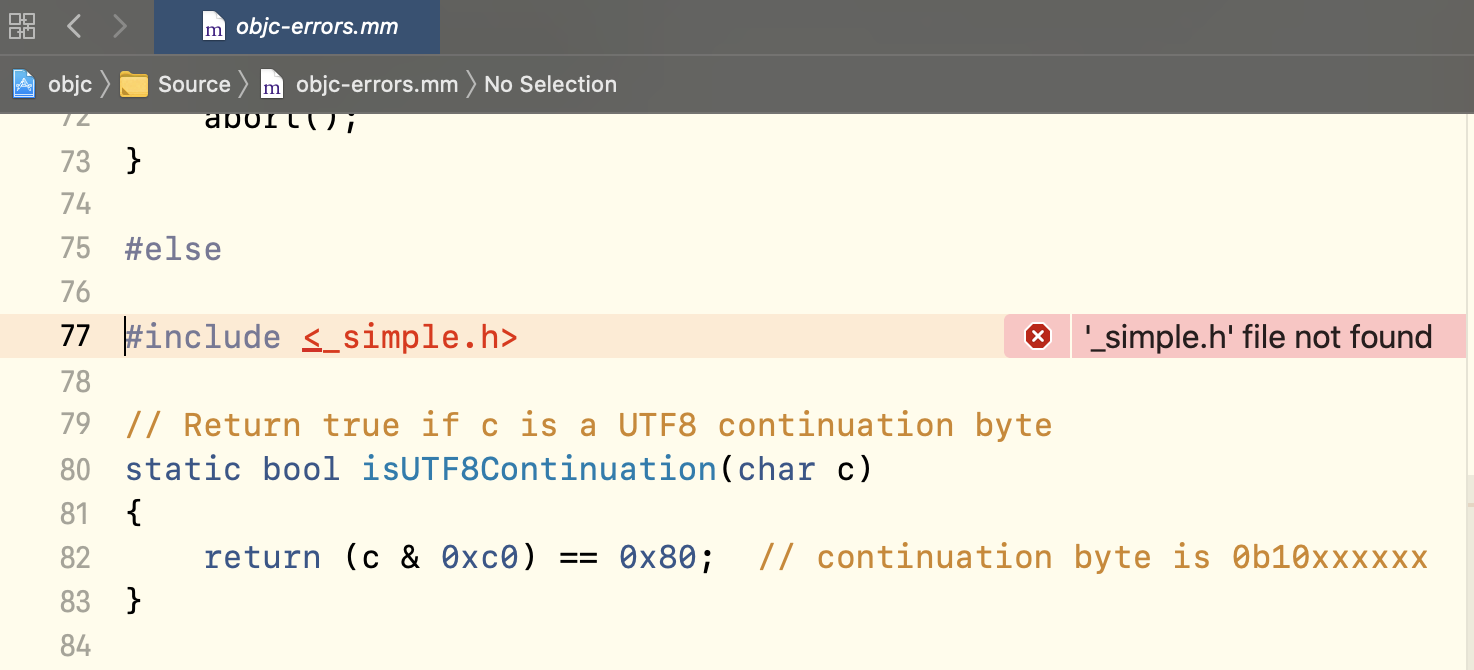 objc-errors.mm
objc Source objc-errors.mm No Selection
72 abort();
73 }
74
75 #else
76
77 #include <_simple.h> '_simple.h' file not found
78
79 // Return true if c is a UTF8 continuation byte
80 static bool isUTF8Continuation(char c)
81 {
82 return (c & 0xc0) == 0x80; // continuation byte is 0b10xxxxxx
83 }
84